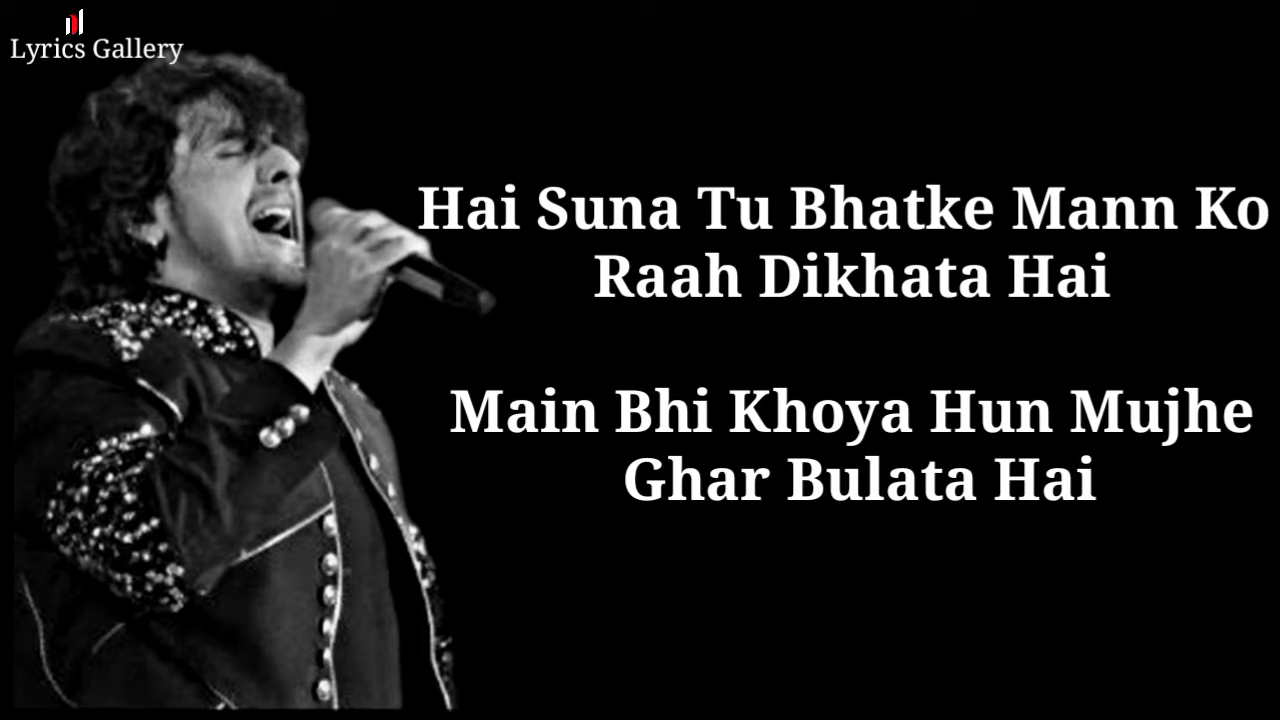 Lyrics Gallery
Hai Suna Tu Bhatke Mann Ko
Raah Dikhata Hai
Main Bhi Khoya Hun Mujhe
Ghar Bulata Hai